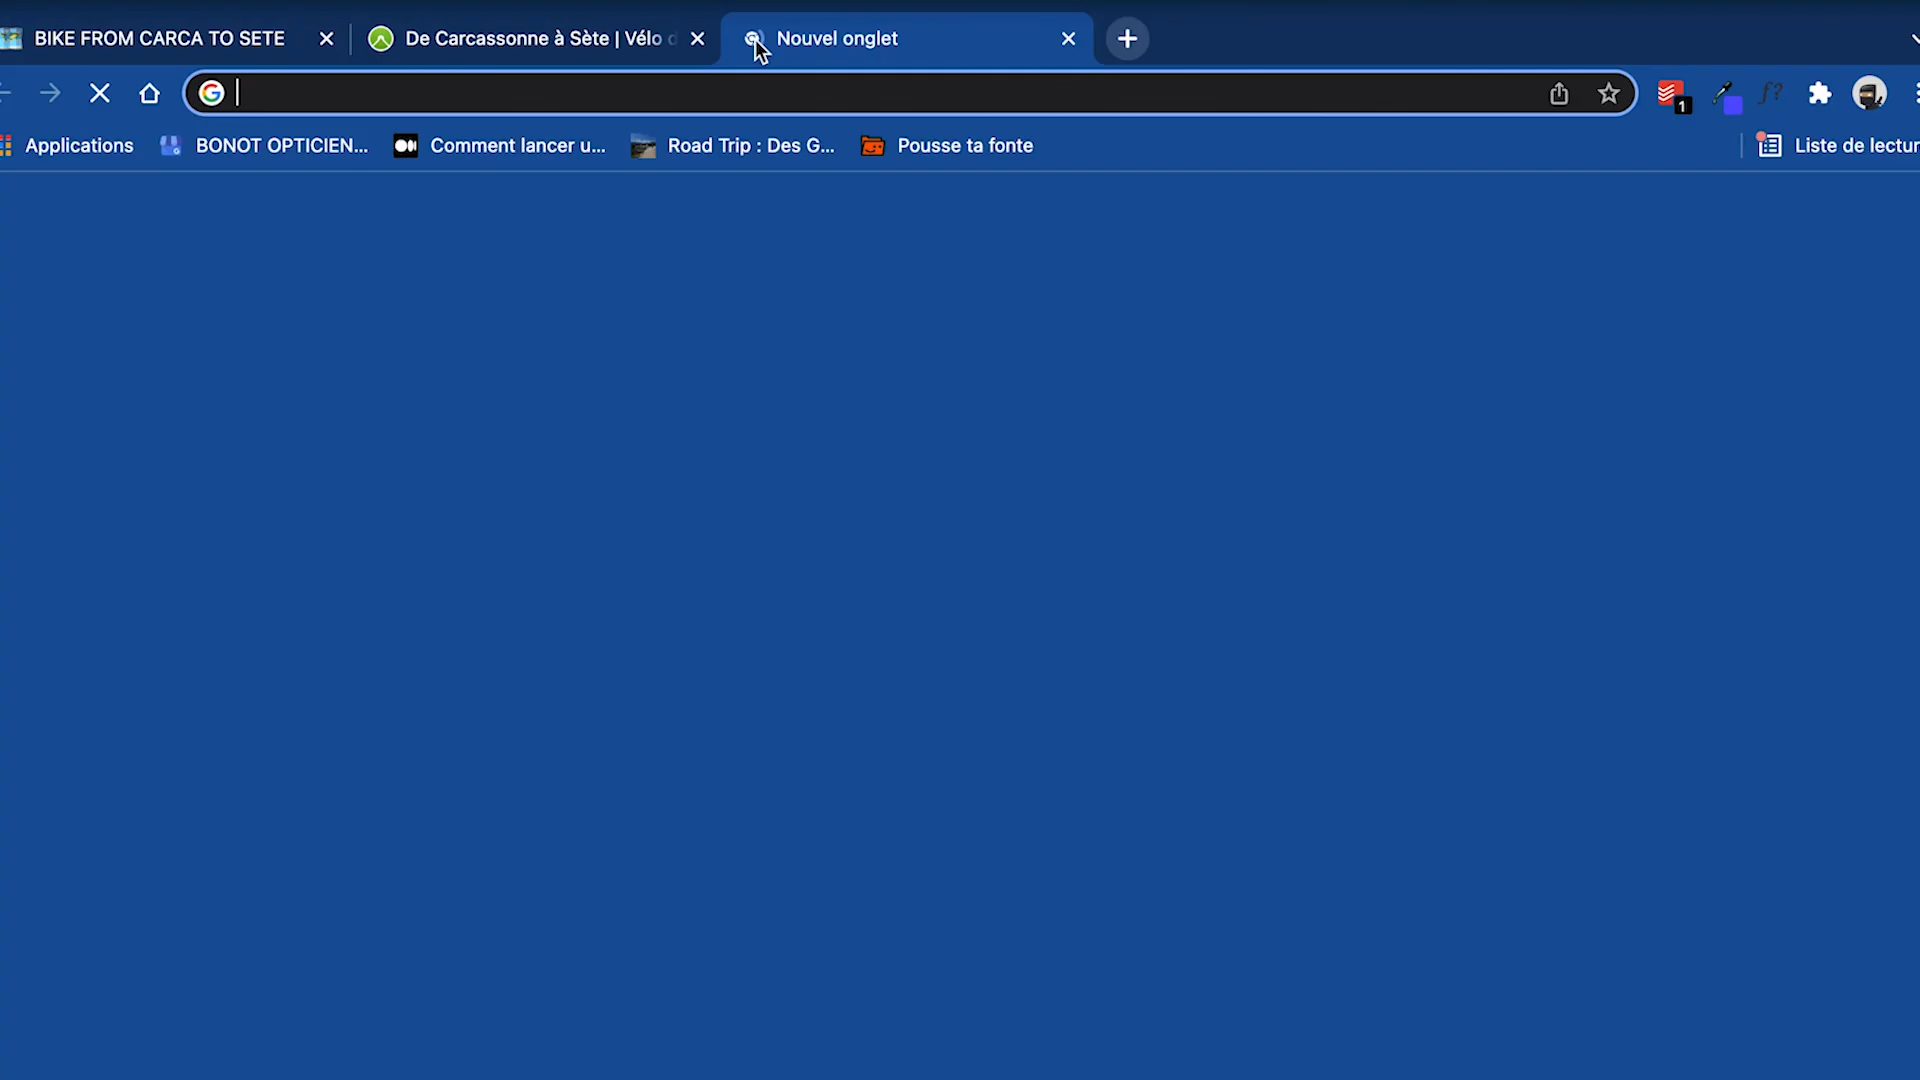 BIKE FROM CARCA TO SETE
De Carcassonne à Sète | Vélo d
Nouvel onglet
Applications
BONOT OPTICIEN...
Comment lancer u...
Road Trip : Des G...
Pousse ta fonte
Liste de lectur
1
f?